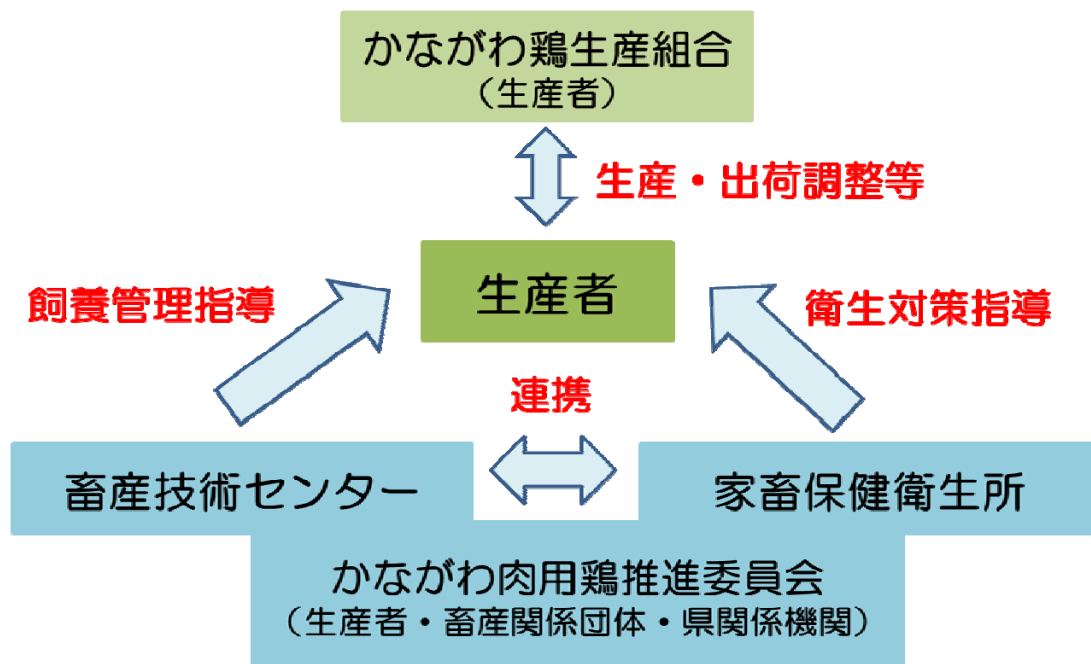 かながわ鶏生産組合
（生産者）
生産・出荷調整等
生産者
飼養管理指導
衛生対策指導
連携
畜産技術センター
家畜保健衛生所
かながわ肉用鶏推進委員会
（生産者・畜産関係団体・県関係機関）